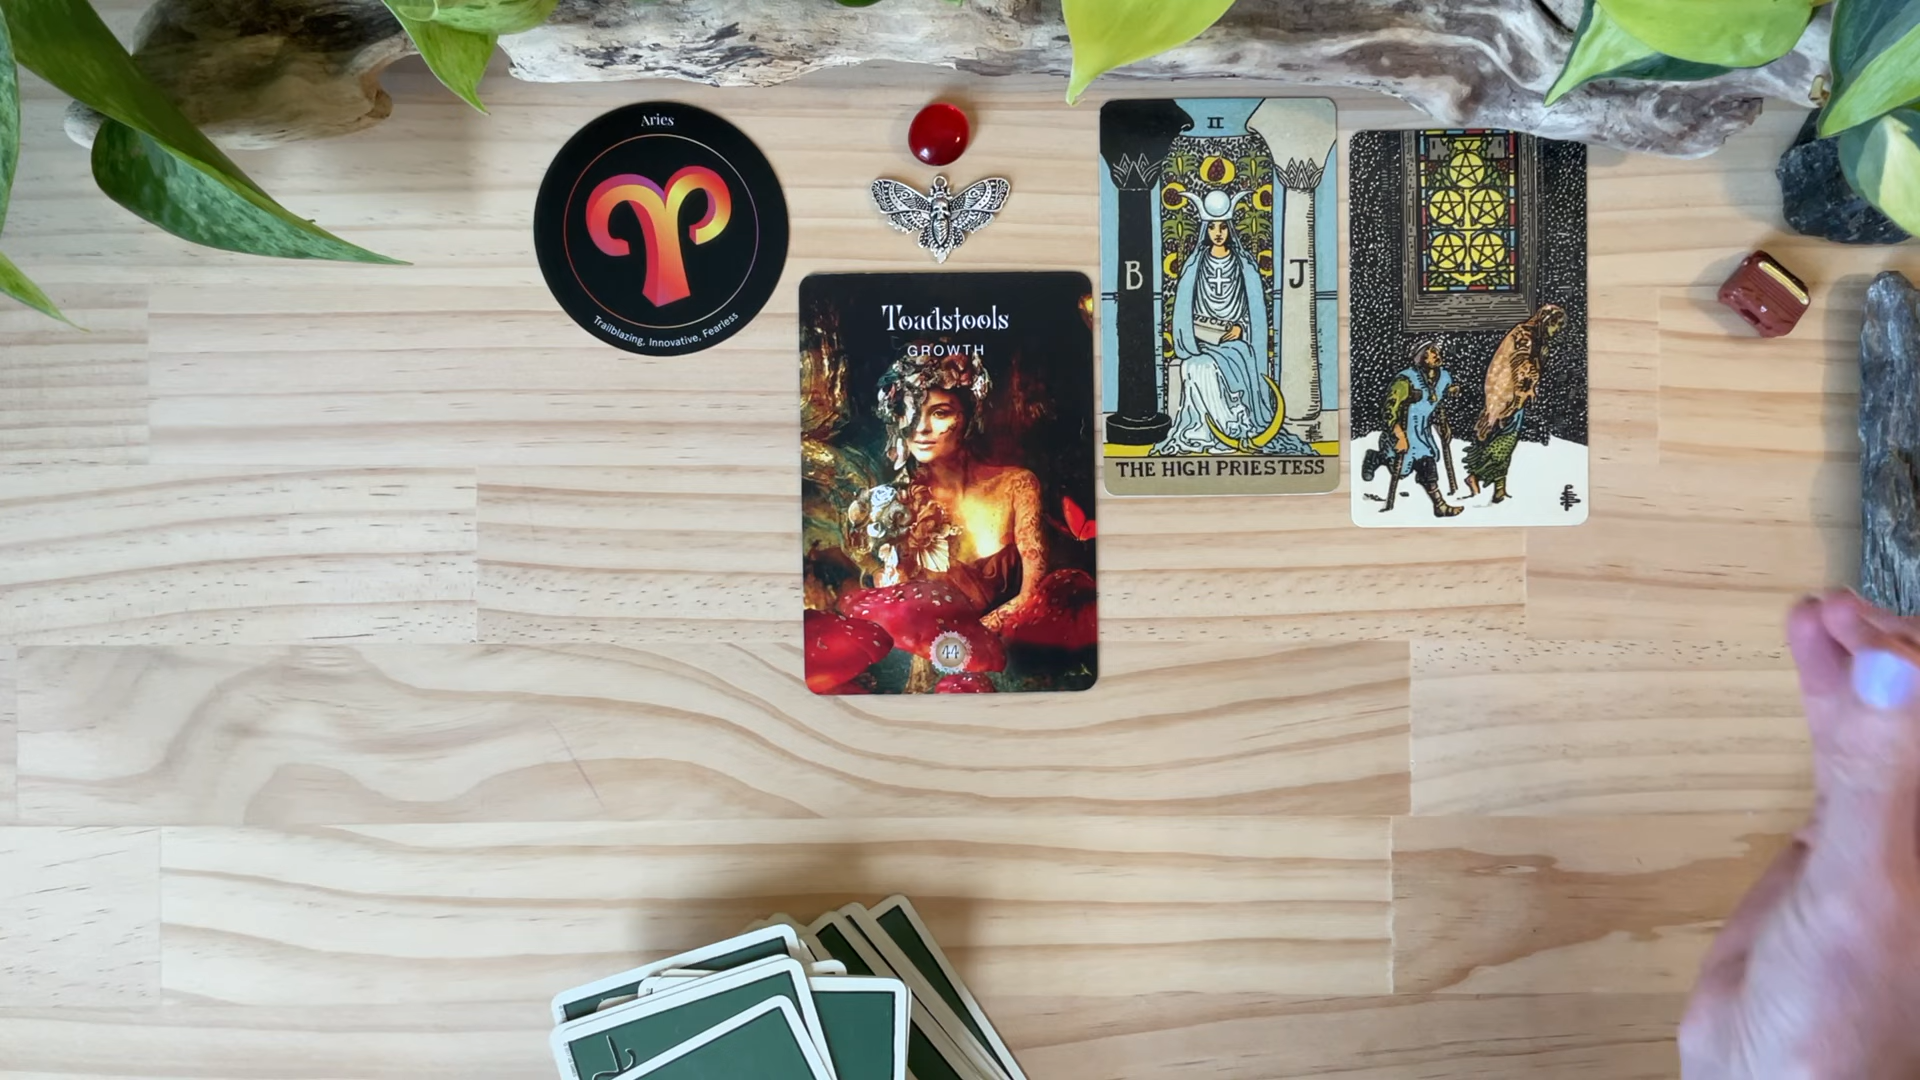 Aries
Trailblazing, Innovative, Fearless
Toadstools
GROWTH
44
II
B
J
THE HIGH PRIESTESS